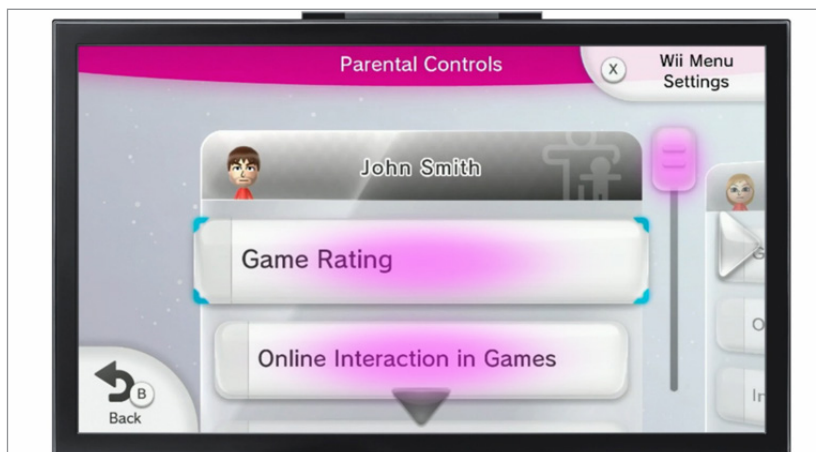 Parental Controls
X
Wii Menu
Settings
John Smith
Game Rating
Online Interaction in Games
B
Back